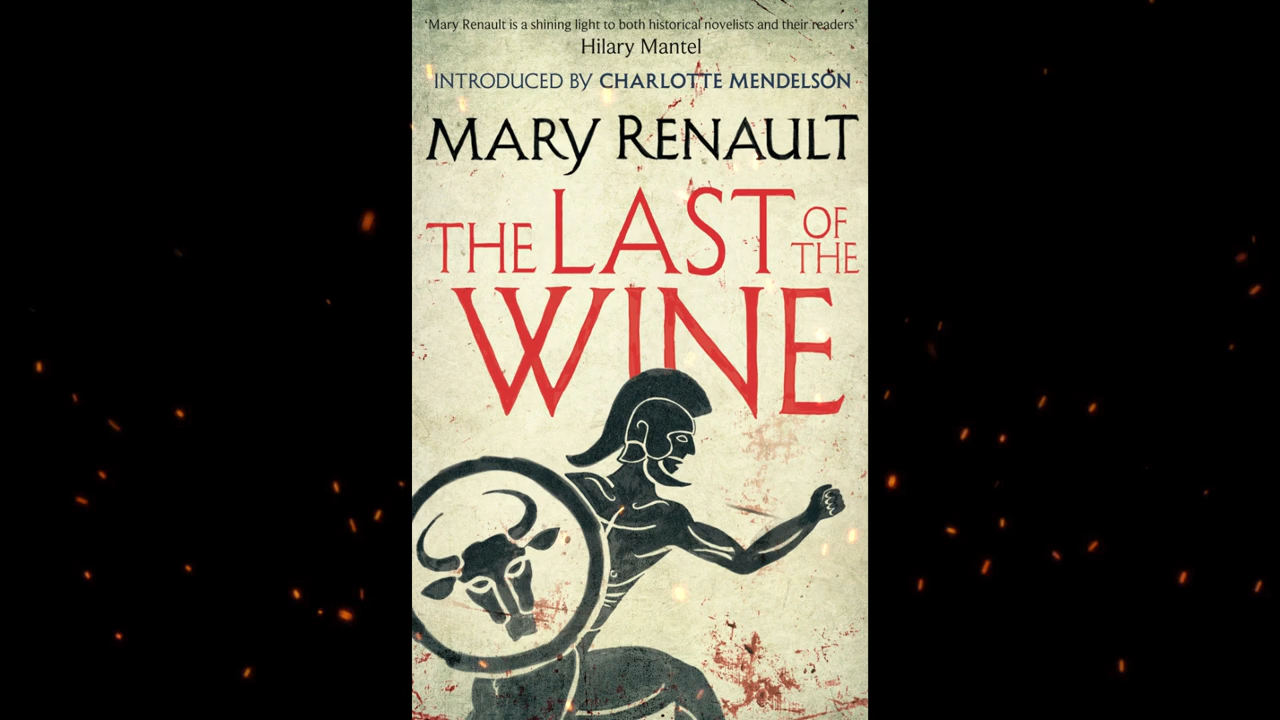 ‘Mary Renault is a shining light to both historical novelists and their readers’
Hilary Mantel
INTRODUCED BY CHARLOTTE MENDELSON
MARY RENAULT
THE LAST OF THE
WINE